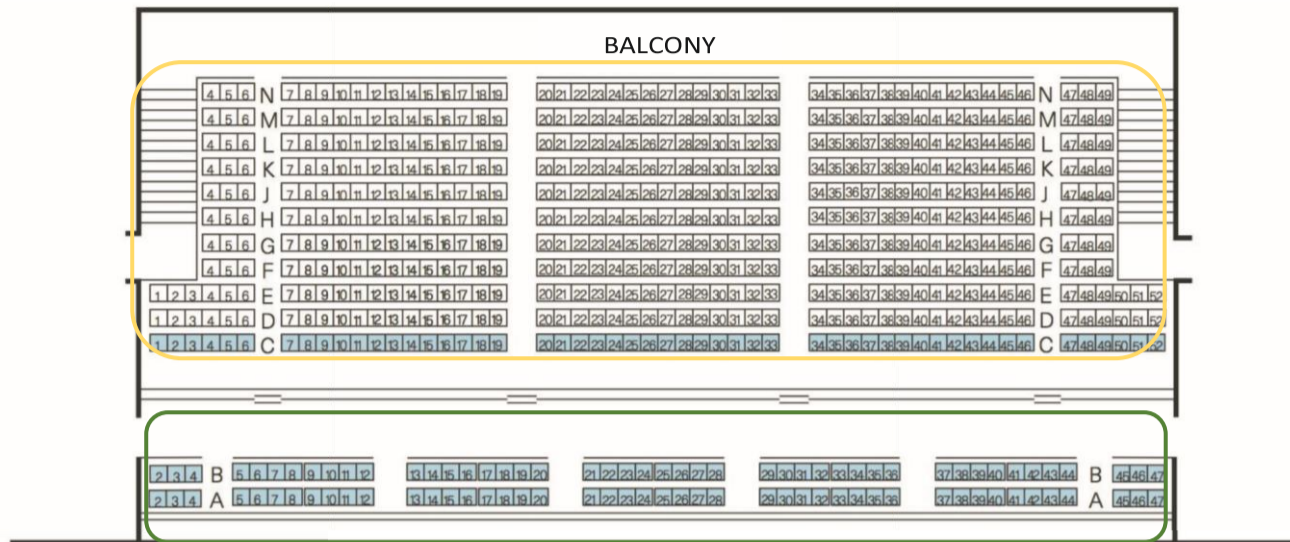 BALCONY
4 5 6 N 7 8 9 10 11 12 13 14 15 16 17 18 19 20 21 22 23 24 25 26 27 28 29 30 31 32 33 34 35 36 37 38 39 40 41 42 43 44 45 46 N 47 48 49
4 5 6 M 7 8 9 10 11 12 13 14 15 16 17 18 19 20 21 22 23 24 25 26 27 28 29 30 31 32 33 34 35 36 37 38 39 40 41 42 43 44 45 46 M 47 48 49
4 5 6 L 7 8 9 10 11 12 13 14 15 16 17 18 19 20 21 22 23 24 25 26 27 28 29 30 31 32 33 34 35 36 37 38 39 40 41 42 43 44 45 46 L 47 48 49
4 5 6 K 7 8 9 10 11 12 13 14 15 16 17 18 19 20 21 22 23 24 25 26 27 28 29 30 31 32 33 34 35 36 37 38 39 40 41 42 43 44 45 46 K 47 48 49
4 5 6 J 7 8 9 10 11 12 13 14 15 16 17 18 19 20 21 22 23 24 25 26 27 28 29 30 31 32 33 34 35 36 37 38 39 40 41 42 43 44 45 46 J 47 48 49
4 5 6 H 7 8 9 10 11 12 13 14 15 16 17 18 19 20 21 22 23 24 25 26 27 28 29 30 31 32 33 34 35 36 37 38 39 40 41 42 43 44 45 46 H 47 48 49
4 5 6 G 7 8 9 10 11 12 13 14 15 16 17 18 19 20 21 22 23 24 25 26 27 28 29 30 31 32 33 34 35 36 37 38 39 40 41 42 43 44 45 46 G 47 48 49
4 5 6 F 7 8 9 10 11 12 13 14 15 16 17 18 19 20 21 22 23 24 25 26 27 28 29 30 31 32 33 34 35 36 37 38 39 40 41 42 43 44 45 46 F 47 48 49
1 2 3 4 5 6 E 7 8 9 10 11 12 13 14 15 16 17 18 19 20 21 22 23 24 25 26 27 28 29 30 31 32 33 34 35 36 37 38 39 40 41 42 43 44 45 46 E 47 48 49 50 51 52
1 2 3 4 5 6 D 7 8 9 10 11 12 13 14 15 16 17 18 19 20 21 22 23 24 25 26 27 28 29 30 31 32 33 34 35 36 37 38 39 40 41 42 43 44 45 46 D 47 48 49 50 51 52
1 2 3 4 5 6 C 7 8 9 10 11 12 13 14 15 16 17 18 19 20 21 22 23 24 25 26 27 28 29 30 31 32 33 34 35 36 37 38 39 40 41 42 43 44 45 46 C 47 48 49 50 51 52
2 3 4 B 5 6 7 8 9 10 11 12 13 14 15 16 17 18 19 20 21 22 23 24 25 26 27 28 29 30 31 32 33 34 35 36 37 38 39 40 41 42 43 44 B 45 46 47
2 3 4 A 5 6 7 8 9 10 11 12 13 14 15 16 17 18 19 20 21 22 23 24 25 26 27 28 29 30 31 32 33 34 35 36 37 38 39 40 41 42 43 44 A 45 46 47